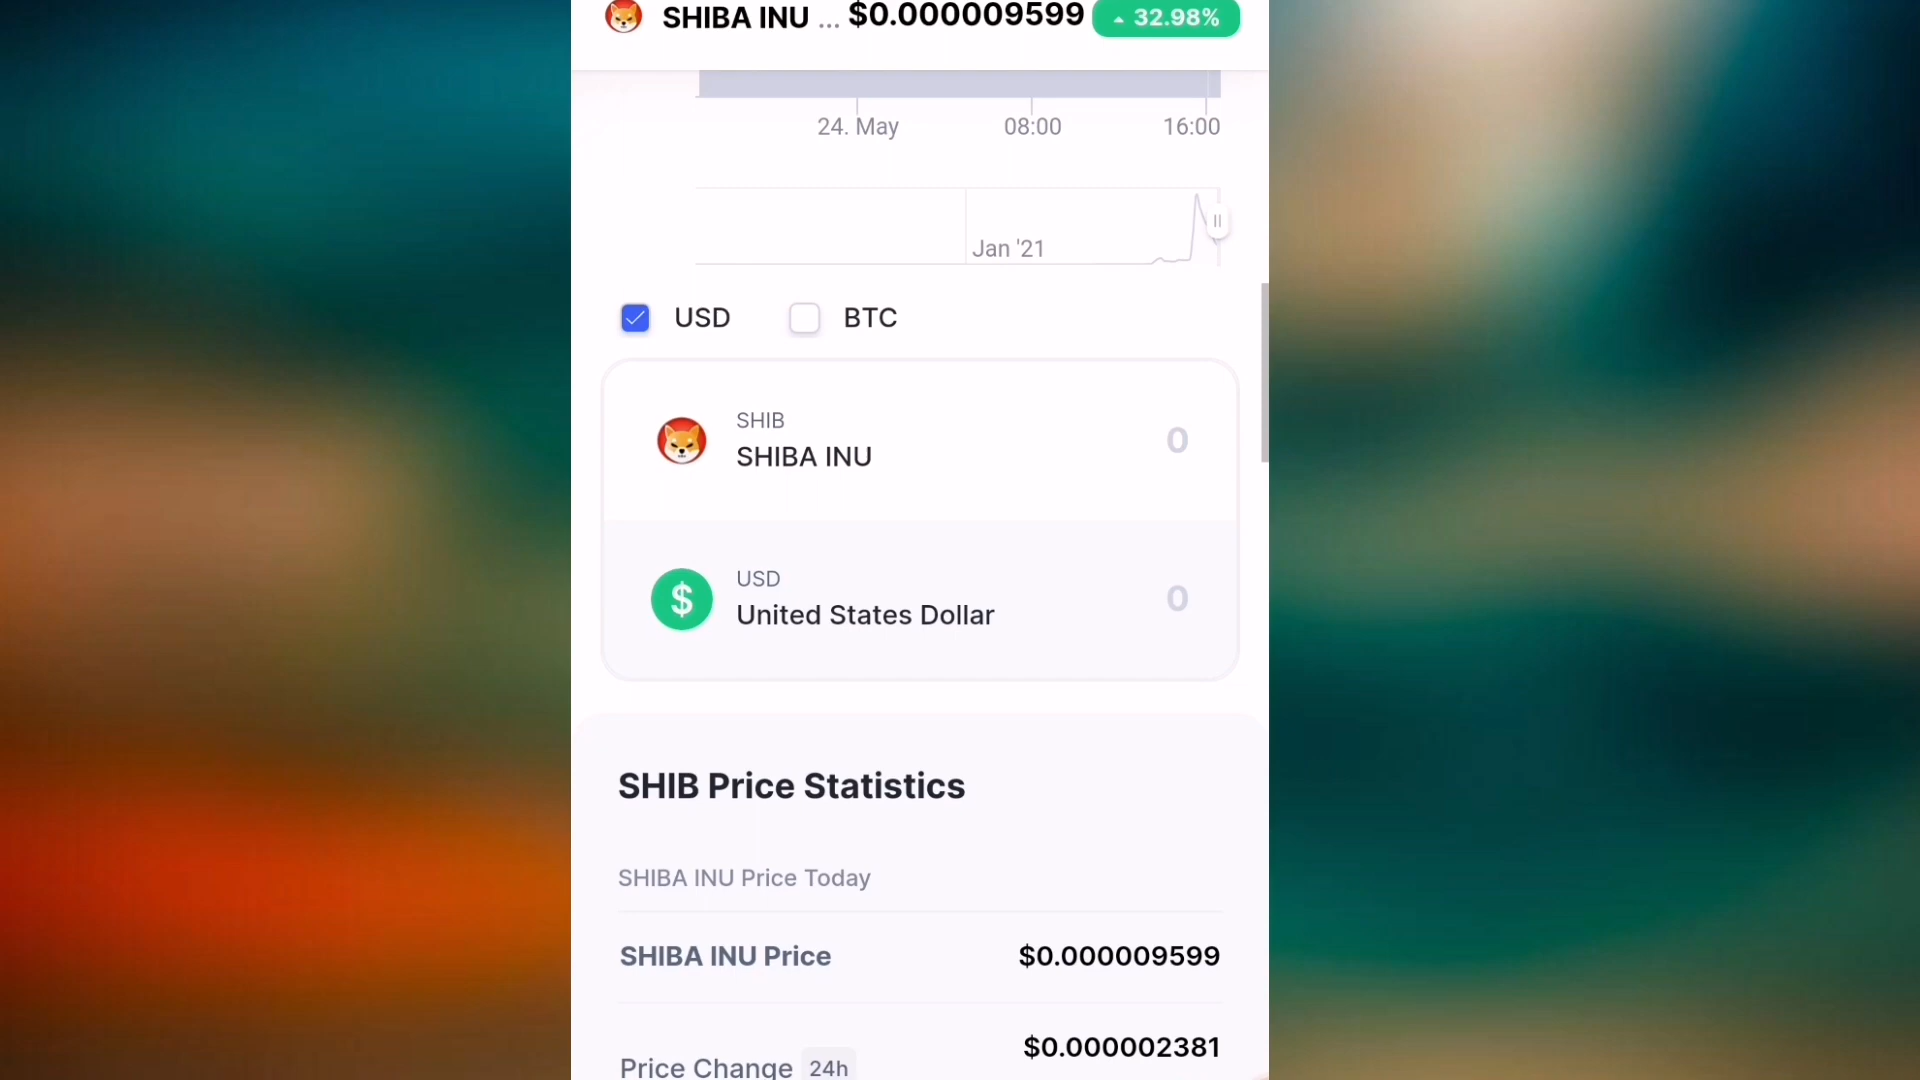 SHIBA INU ... $0.000009599 32.98%
24. May 08:00 16:00
Jan '21
USD BTC
SHIB
SHIBA INU
0
USD
United States Dollar
0
SHIB Price Statistics
SHIBA INU Price Today
SHIBA INU Price $0.000009599
$0.000002381
Price Change 24h